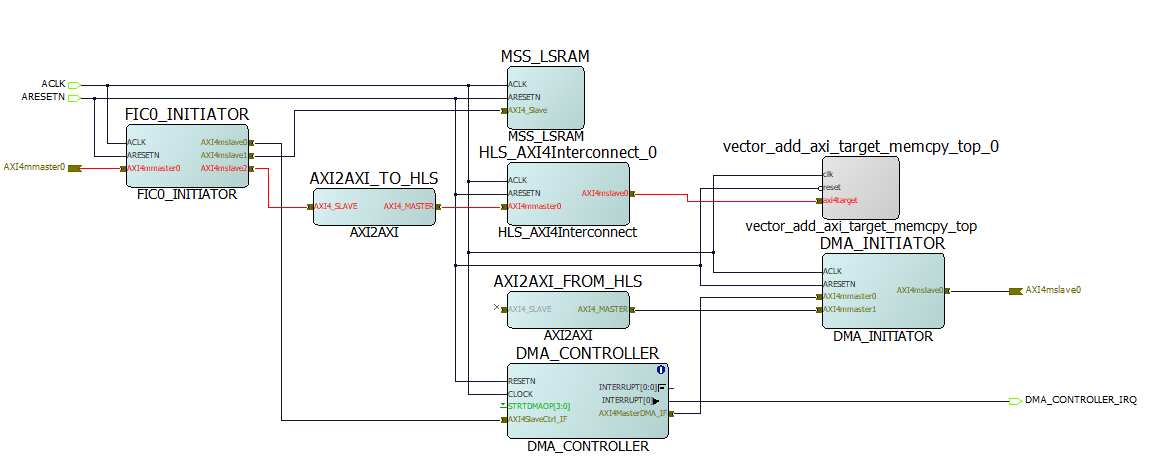 ACLK
ARESETN
AXI4mmaster0
FIC0_INITIATOR
ACLK
ARESETN
AXI4mmaster0
AXI4mslave0
AXI4mslave1
AXI4mslave2
FIC0_INITIATOR
MSS_LSRAM
ACLK
ARESETN
AXI4_Slave
MSS_LSRAM
AXI2AXI_TO_HLS
AXI4_SLAVE
AXI4_MASTER
AXI2AXI
HLS_AXI4Interconnect_0
ACLK
ARESETN
AXI4mmaster0
AXI4mslave0
HLS_AXI4Interconnect
vector_add_axi_target_memcpy_top_0
clk
reset
axi4target
vector_add_axi_target_memcpy_top
DMA_INITIATOR
ACLK
ARESETN
AXI4mmaster0
AXI4mmaster1
AXI4mslave0
DMA_INITIATOR
AXI4mslave0
AXI2AXI_FROM_HLS
AXI4_SLAVE
AXI4_MASTER
AXI2AXI
DMA_CONTROLLER
RESETN
CLOCK
STRTDMAOP[3:0]
AXI4SlaveCtrl_IF
INTERRUPT[0:0]
INTERRUPT[0]
AXI4MasterDMA_IF
DMA_CONTROLLER
DMA_CONTROLLER_IRQ